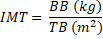 IMT = BB (kg) / TB (m²)